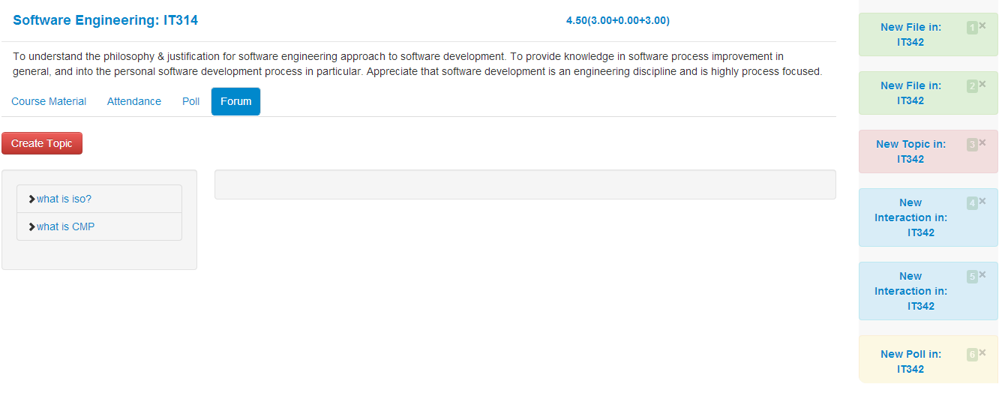 Software Engineering: IT314
4.50(3.00+0.00+3.00)
To understand the philosophy & justification for software engineering approach to software development. To provide knowledge in software process improvement in
general, and into the personal software development process in particular. Appreciate that software development is an engineering discipline and is highly process focused.
Course Material Attendance Poll Forum
Create Topic
what is iso?
what is CMP
New File in: 1 ×
IT342
New File in: 2 ×
IT342
New Topic in: 3 ×
IT342
New 4 ×
Interaction in:
IT342
New 5 ×
Interaction in:
IT342
New Poll in: 6 ×
IT342